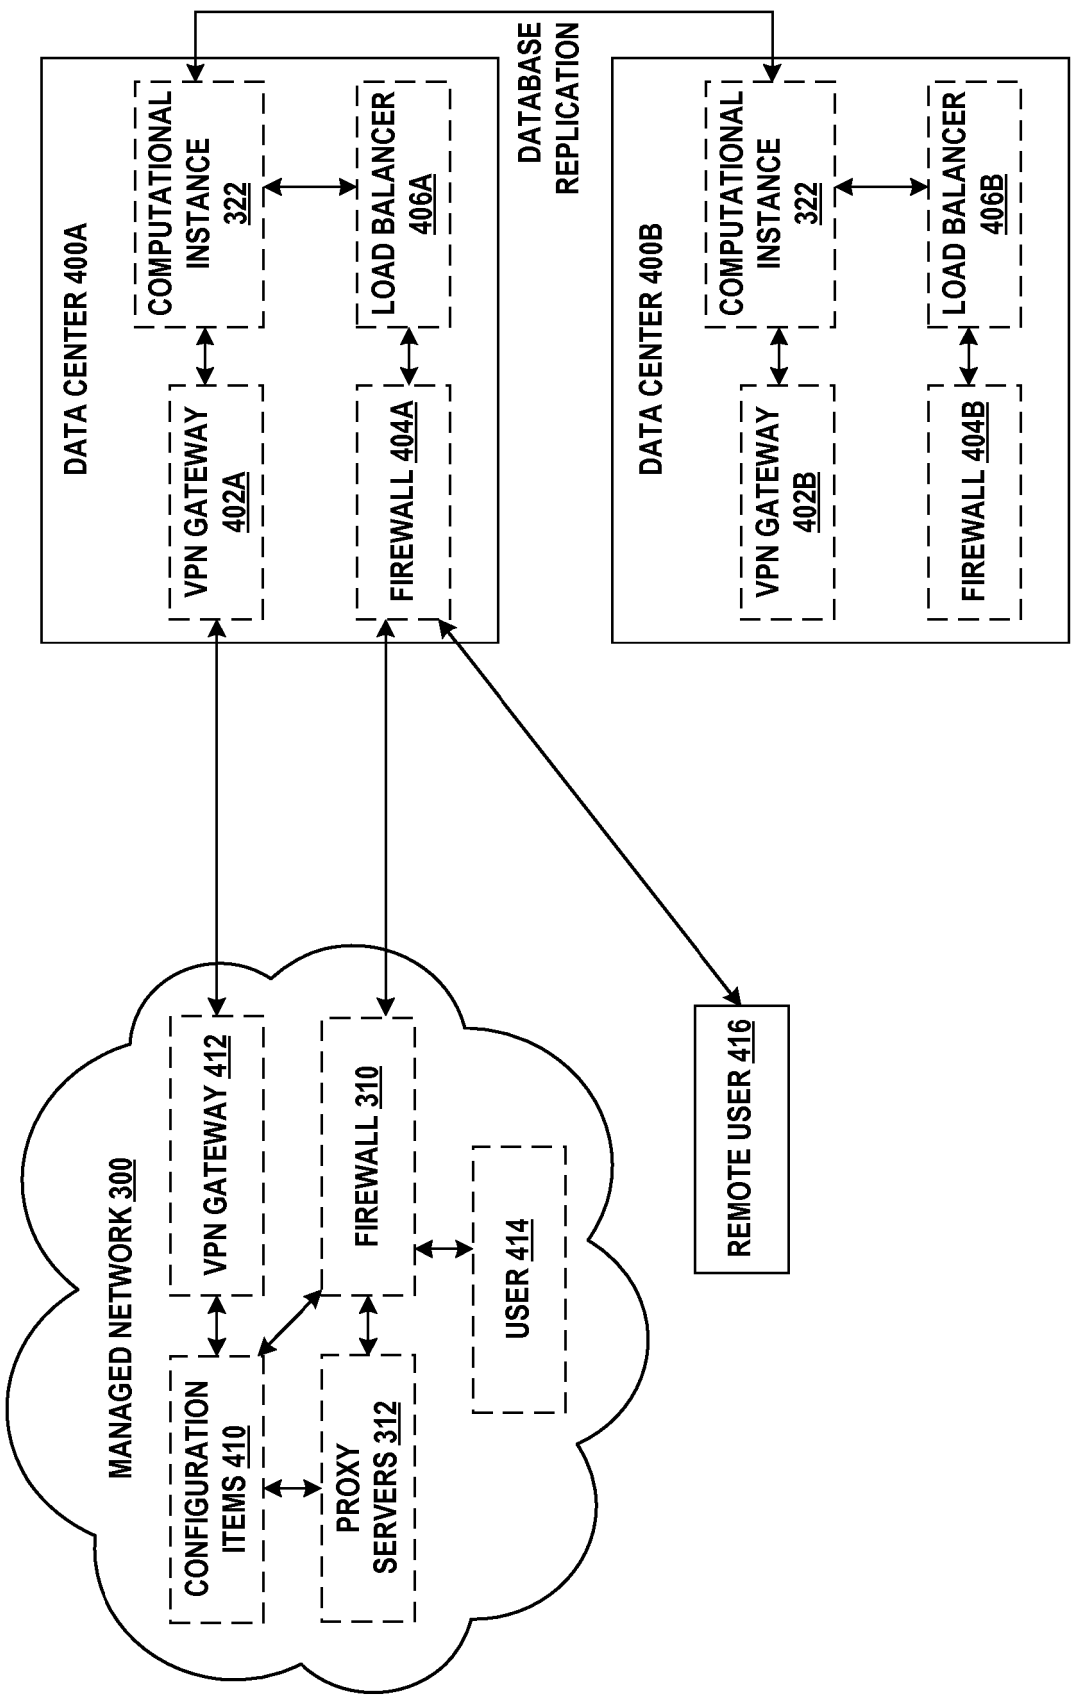 MANAGED NETWORK 300
CONFIGURATION
ITEMS 410
VPN GATEWAY 412
PROXY
SERVERS 312
FIREWALL 310
USER 414
REMOTE USER 416
DATA CENTER 400A
VPN GATEWAY
402A
COMPUTATIONAL
INSTANCE
322
FIREWALL 404A
LOAD BALANCER
406A
DATABASE
REPLICATION
DATA CENTER 400B
VPN GATEWAY
402B
COMPUTATIONAL
INSTANCE
322
FIREWALL 404B
LOAD BALANCER
406B